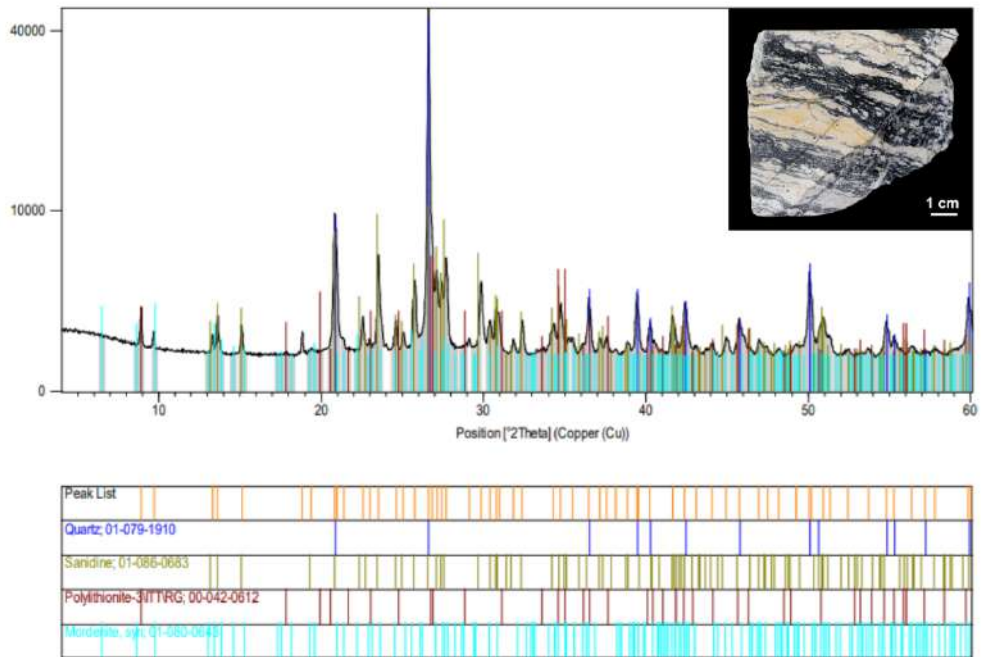 40000
1 cm
10000
0
10 20 30 40 50 60
Position [°2Theta] (Copper (Cu))
Peak List
Quartz; 01-079-1910
Sanidine; 01-086-0683
Polylithionite-3\ITT\RG; 00-042-0612
Mordenite, syn; 01-080-0643